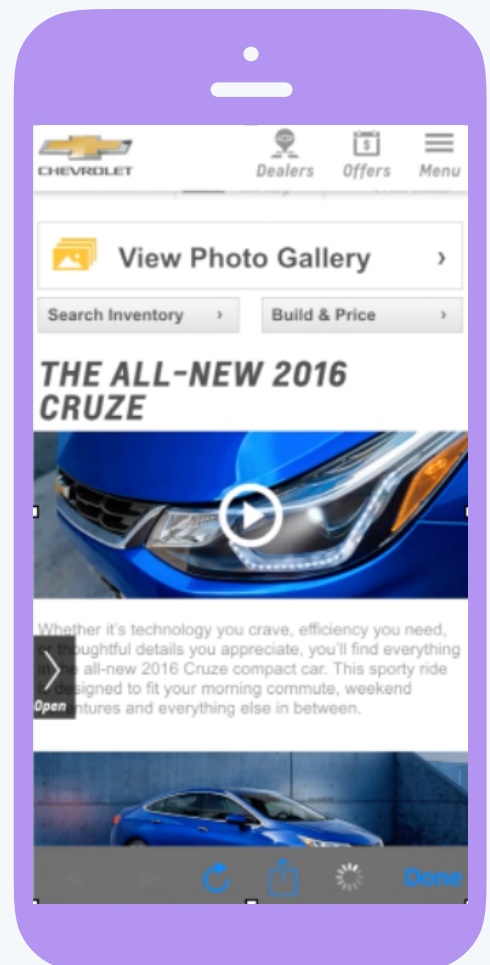 CHEVROLET
Dealers Offers Menu
View Photo Gallery
Search Inventory
Build & Price
THE ALL-NEW 2016
CRUZE
Whether it's technology you crave, efficiency you need,
thoughtful details you appreciate, you'll find everything
all-new 2016 Cruze compact car. This sporty ride
designed to fit your morning commute, weekend
and everything else in between.
Open
Done